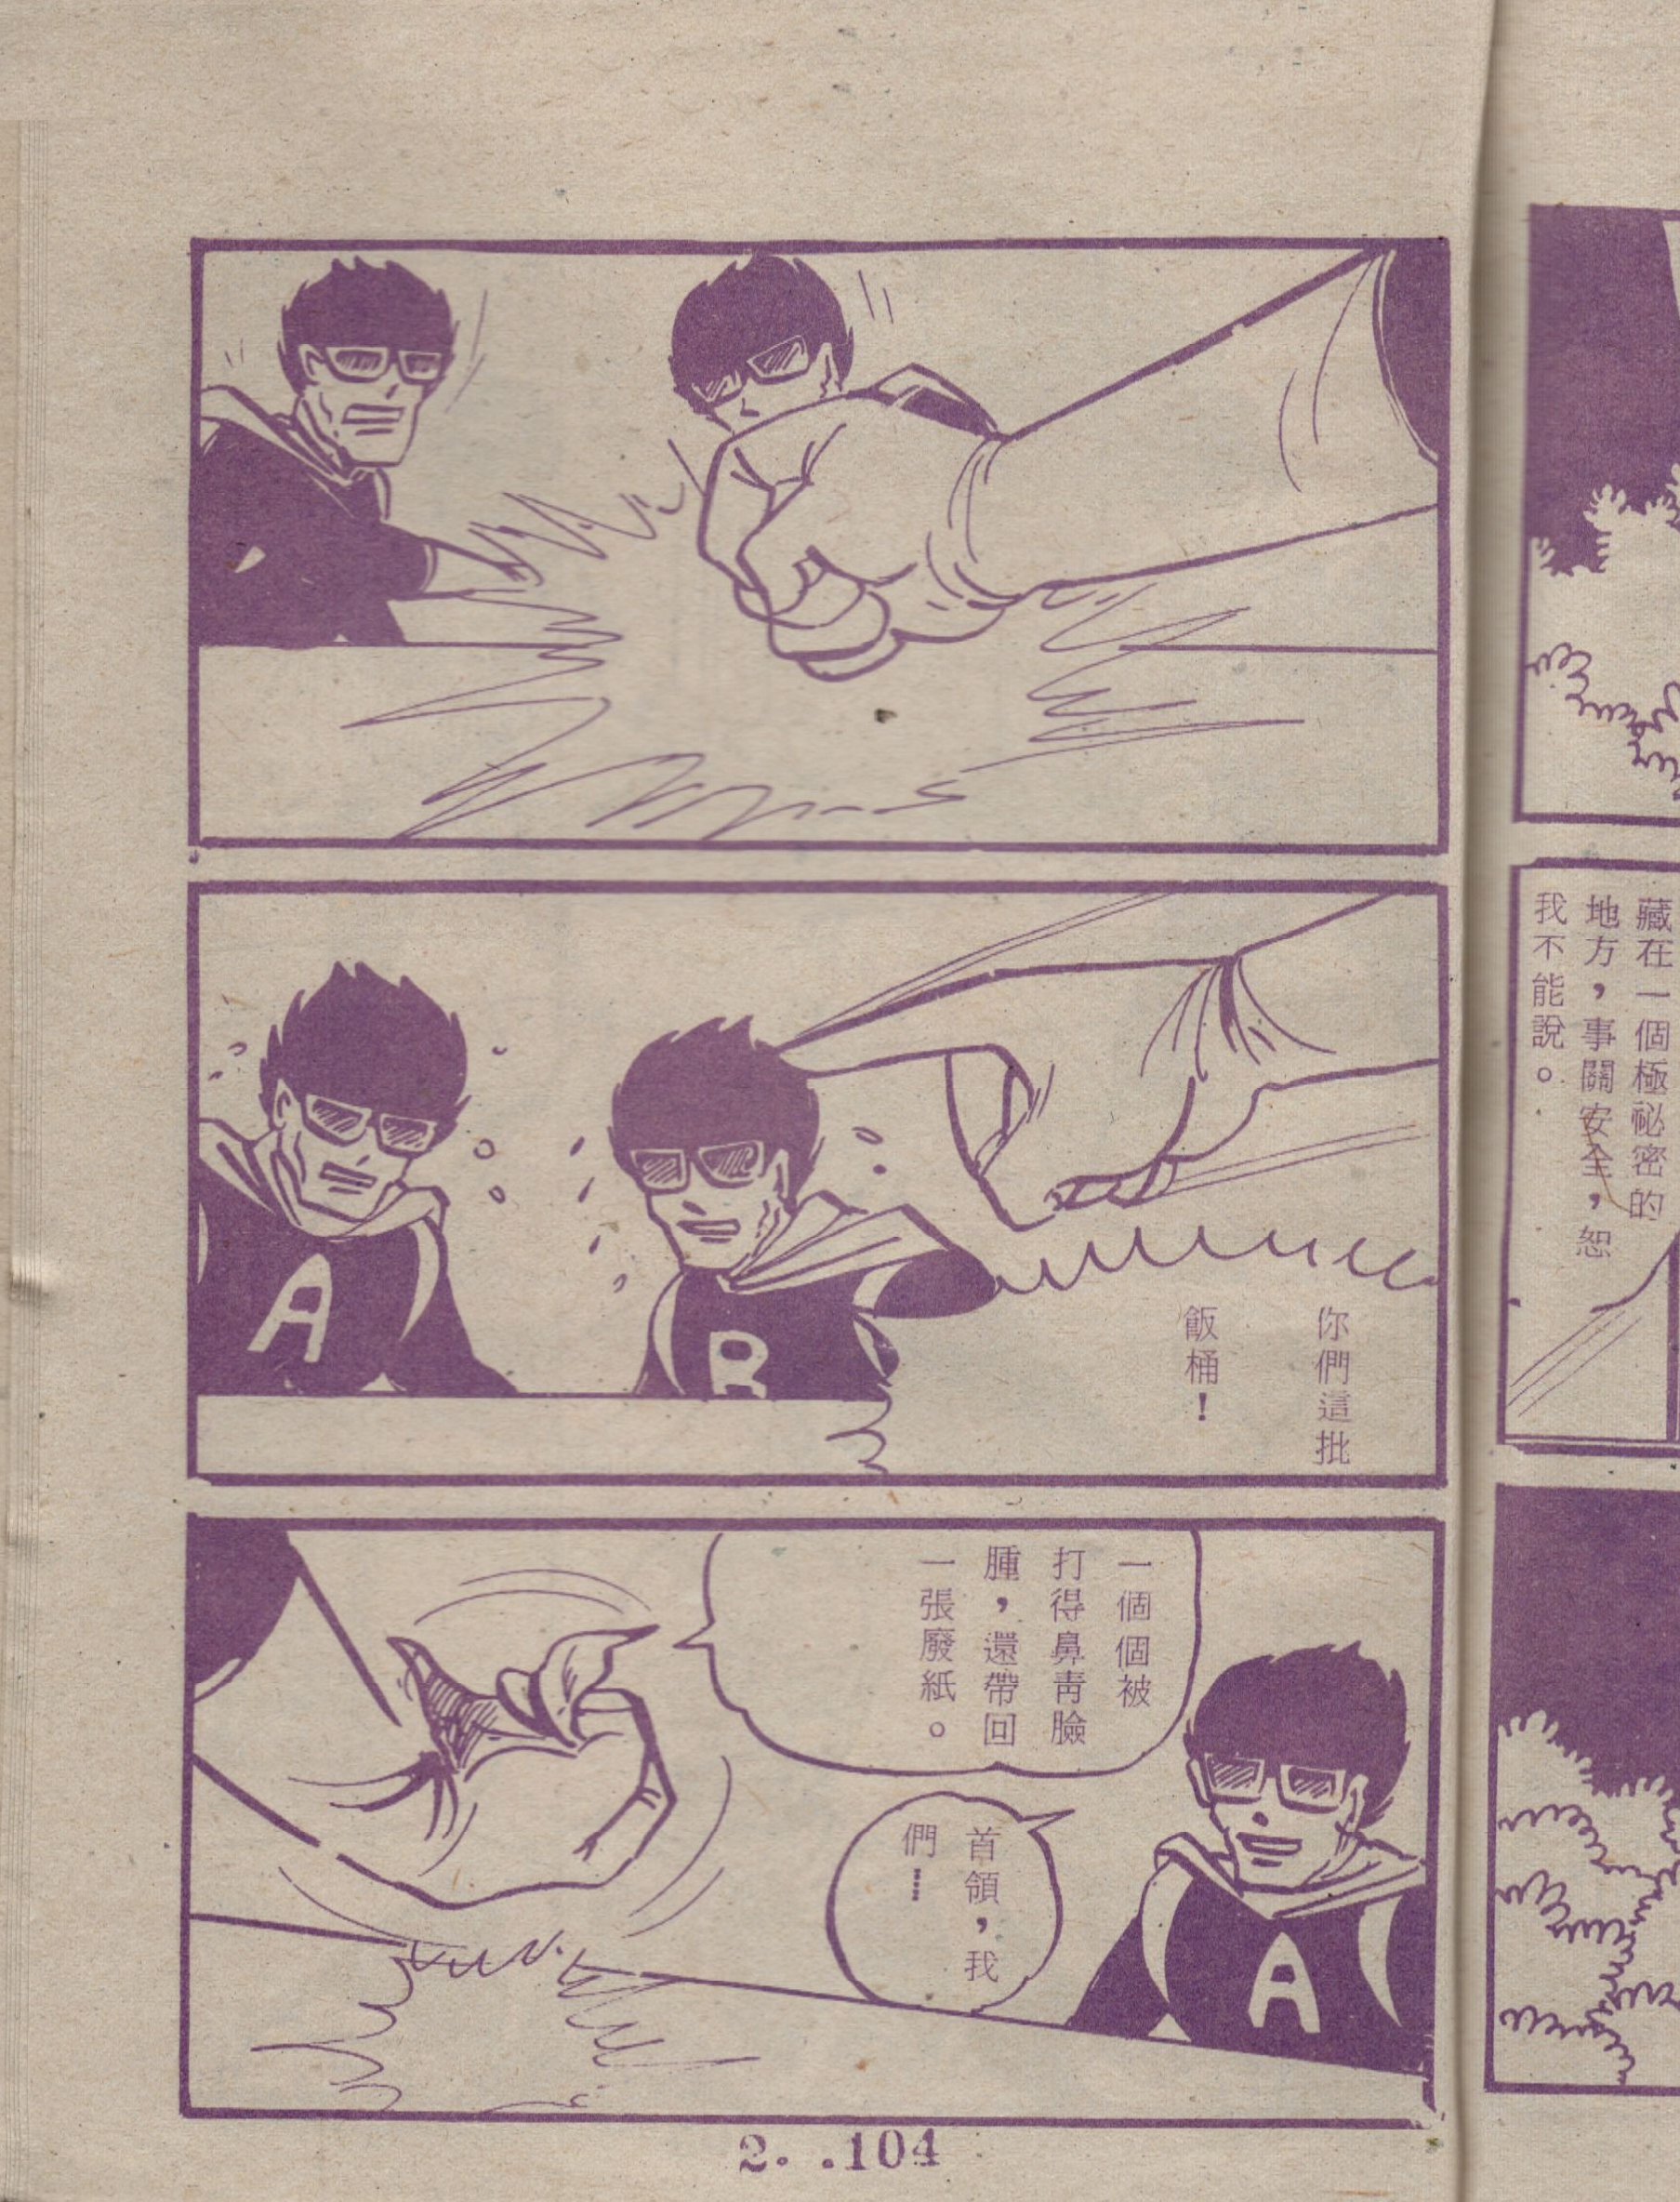 藏在一個極祕密的
地方，事關安全，恕
我不能說。
你們這批
飯桶！
A
B
一個個被
打得鼻靑臉
腫，還帶回
一張廢紙。
首領，我
們……
A
2. .104